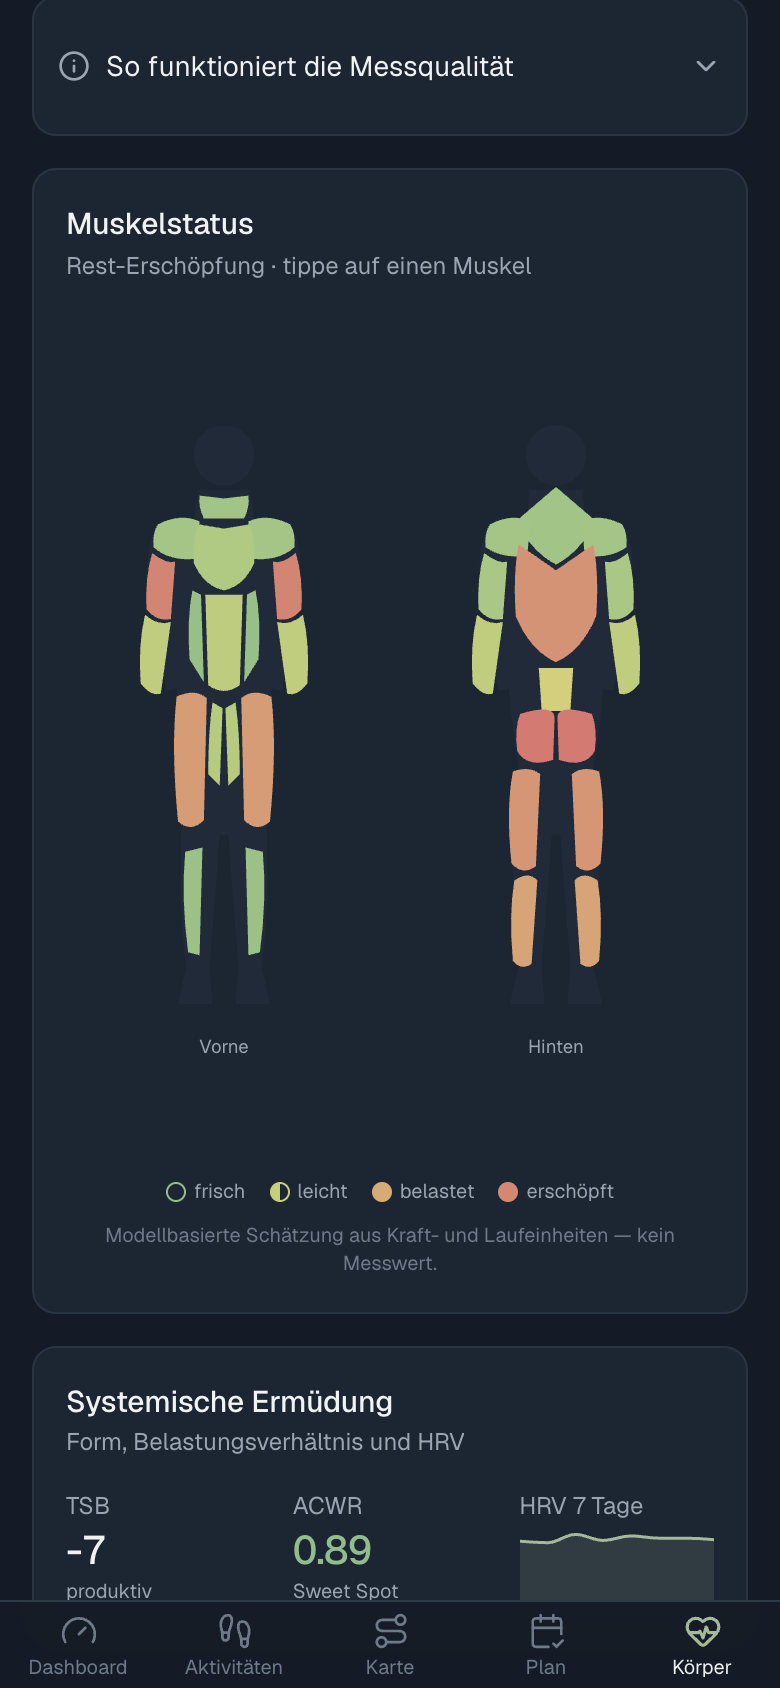 So funktioniert die Messqualität
Muskelstatus
Rest-Erschöpfung · tippe auf einen Muskel
Vorne
Hinten
frisch
leicht
belastet
erschöpft
Modellbasierte Schätzung aus Kraft- und Laufeinheiten — kein
Messwert.
Systemische Ermüdung
Form, Belastungsverhältnis und HRV
TSB
ACWR
HRV 7 Tage
-7
0.89
produktiv
Sweet Spot
Dashboard
Aktivitäten
Karte
Plan
Körper